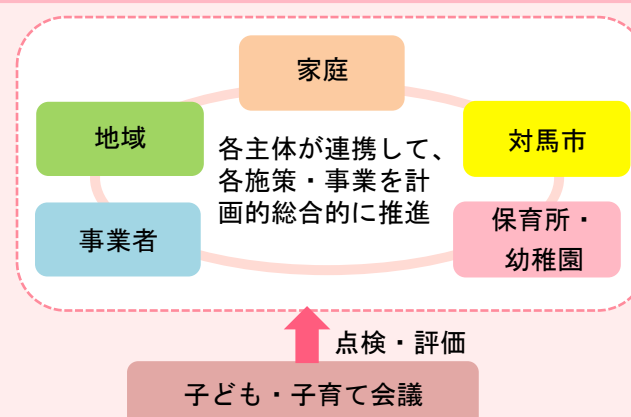 家庭
地域
対馬市
各主体が連携して、
各施策・事業を計
画的総合的に推進
事業者
保育所・
幼稚園
点検・評価
子ども・子育て会議